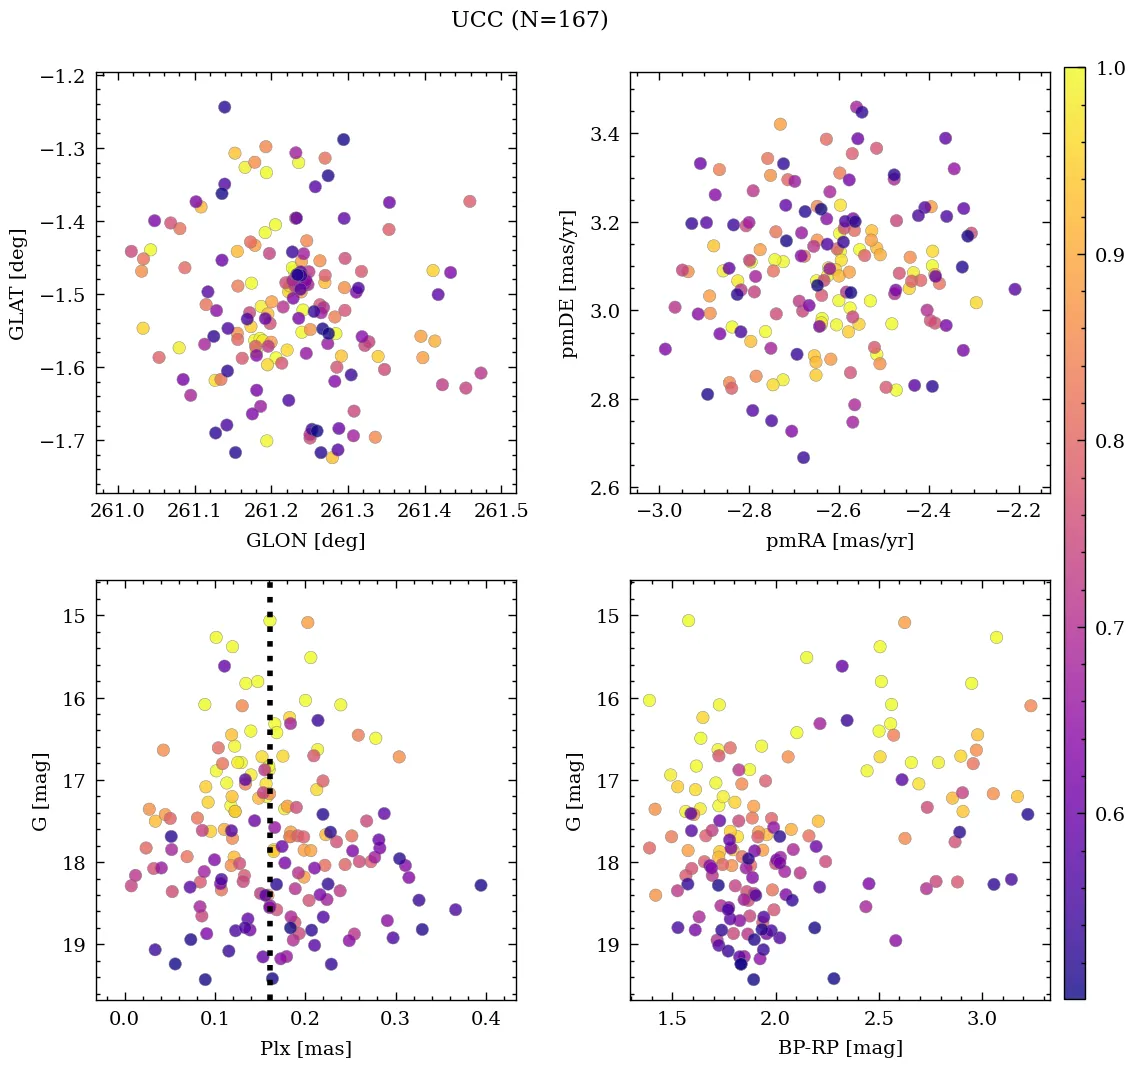 UCC (N=167)
−1.2
−1.3
−1.4
−1.5
−1.6
−1.7
GLAT [deg]
261.0 261.1 261.2 261.3 261.4 261.5
GLON [deg]
3.4
3.2
3.0
2.8
2.6
pmDE [mas/yr]
−3.0 −2.8 −2.6 −2.4 −2.2
pmRA [mas/yr]
15
16
17
18
19
G [mag]
0.0 0.1 0.2 0.3 0.4
Plx [mas]
15
16
17
18
19
G [mag]
1.5 2.0 2.5 3.0
BP-RP [mag]
1.0
0.9
0.8
0.7
0.6